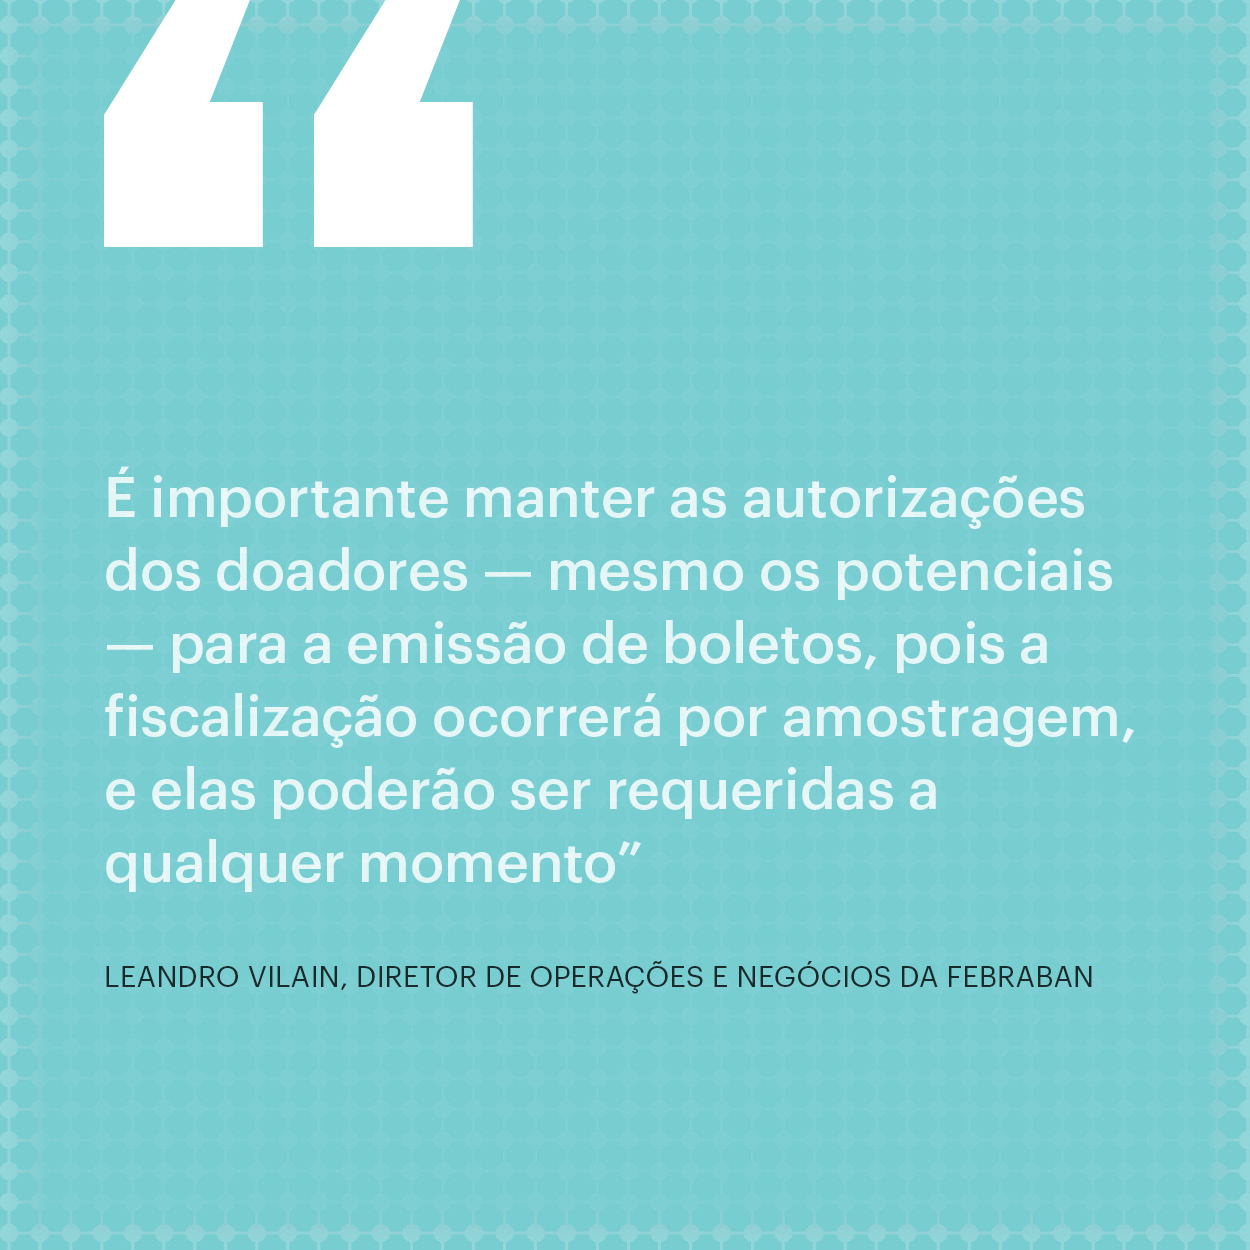 “
É importante manter as autorizações
dos doadores — mesmo os potenciais
— para a emissão de boletos, pois a
fiscalização ocorrerá por amostragem,
e elas poderão ser requeridas a
qualquer momento”
LEANDRO VILAIN, DIRETOR DE OPERAÇÕES E NEGÓCIOS DA FEBRABAN